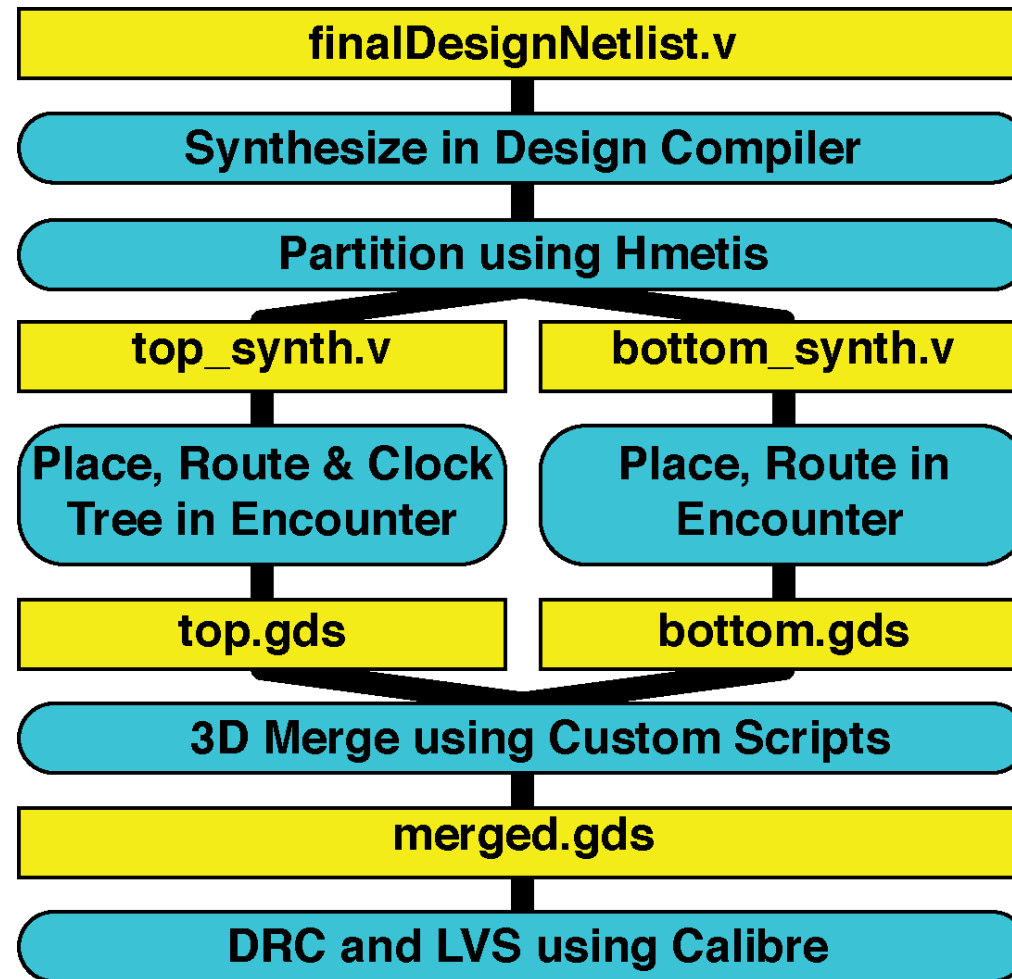 finalDesignNetlist.v
Synthesize in Design Compiler
Partition using Hmetis
top_synth.v
bottom_synth.v
Place, Route & Clock
Tree in Encounter
Place, Route in
Encounter
top.gds
bottom.gds
3D Merge using Custom Scripts
merged.gds
DRC and LVS using Calibre